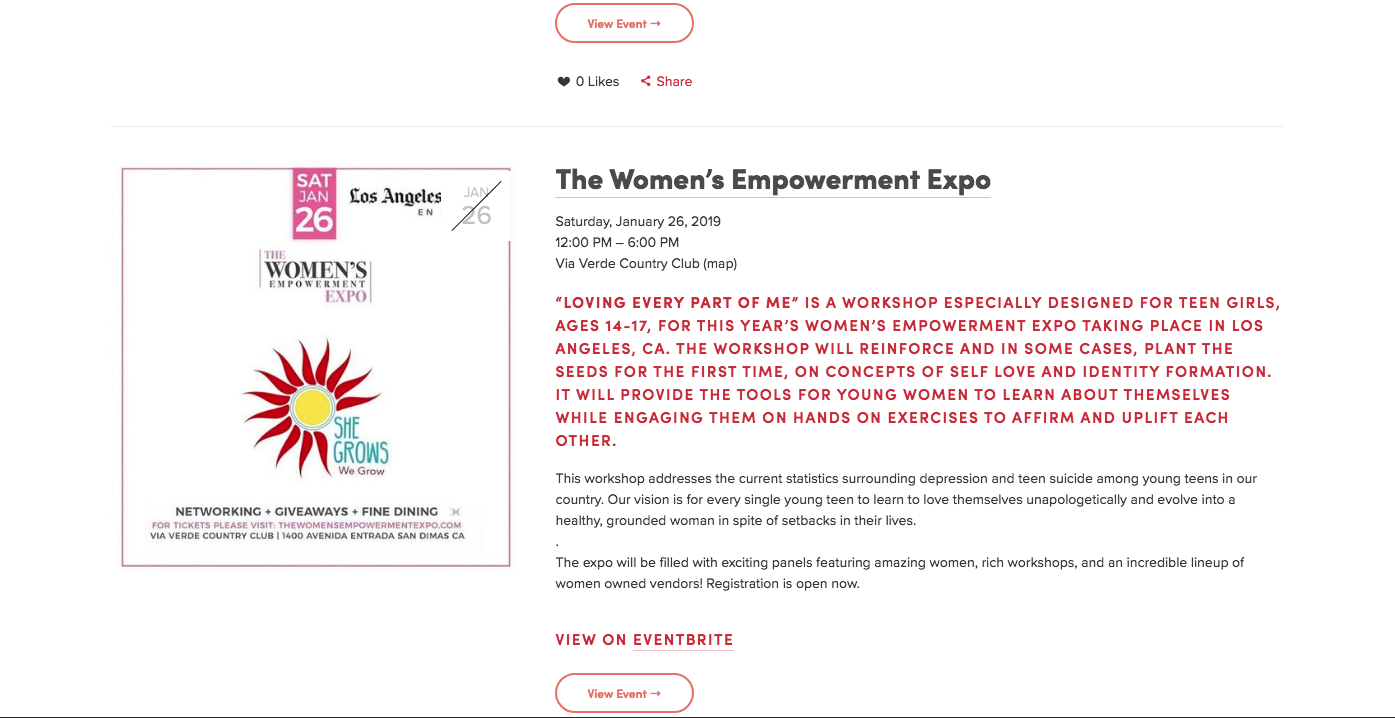 View Event →
0 Likes Share
SAT
JAN
26
Los Angeles
EN
JAN
26
THE
WOMEN'S
EMPOWERMENT
EXPO
SHE
GROWS
We Grow
NETWORKING + GIVEAWAYS + FINE DINING
FOR TICKETS PLEASE VISIT: THEWOMENSEMPOWERMENTEXPO.COM
VIA VERDE COUNTRY CLUB | 1400 AVENIDA ENTRADA SAN DIMAS CA
The Women’s Empowerment Expo
Saturday, January 26, 2019
12:00 PM – 6:00 PM
Via Verde Country Club (map)
“LOVING EVERY PART OF ME” IS A WORKSHOP ESPECIALLY DESIGNED FOR TEEN GIRLS,
AGES 14-17, FOR THIS YEAR’S WOMEN’S EMPOWERMENT EXPO TAKING PLACE IN LOS
ANGELES, CA. THE WORKSHOP WILL REINFORCE AND IN SOME CASES, PLANT THE
SEEDS FOR THE FIRST TIME, ON CONCEPTS OF SELF LOVE AND IDENTITY FORMATION.
IT WILL PROVIDE THE TOOLS FOR YOUNG WOMEN TO LEARN ABOUT THEMSELVES
WHILE ENGAGING THEM ON HANDS ON EXERCISES TO AFFIRM AND UPLIFT EACH
OTHER.
This workshop addresses the current statistics surrounding depression and teen suicide among young teens in our
country. Our vision is for every single young teen to learn to love themselves unapologetically and evolve into a
healthy, grounded woman in spite of setbacks in their lives.
.
The expo will be filled with exciting panels featuring amazing women, rich workshops, and an incredible lineup of
women owned vendors! Registration is open now.
VIEW ON EVENTBRITE
View Event →